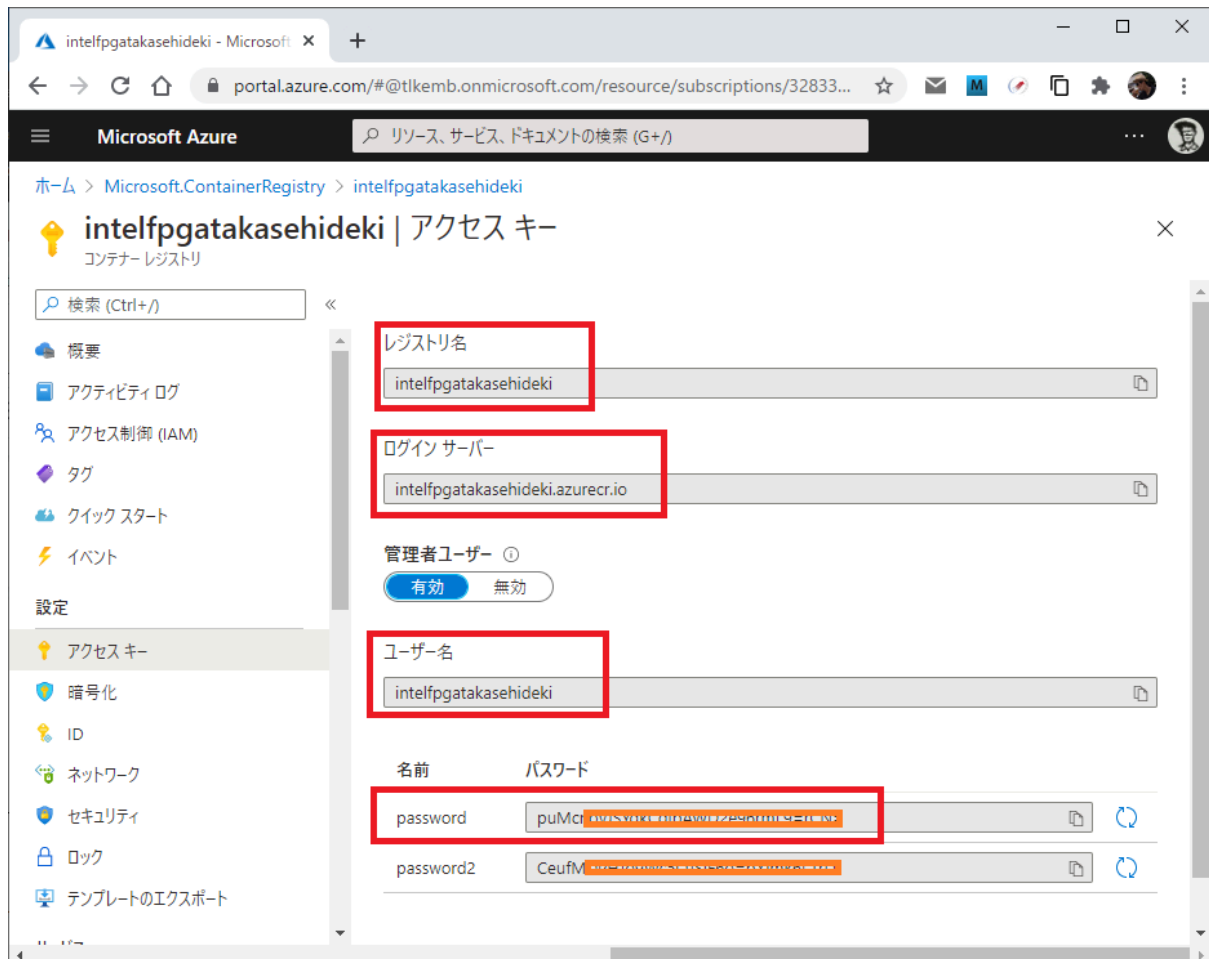 intelfpgatakasehideki - Microsoft
portal.azure.com/#@tlkemb.onmicrosoft.com/resource/subscriptions/32833...
Microsoft Azure
リソース、サービス、ドキュメントの検索 (G+/)
ホーム > Microsoft.ContainerRegistry > intelfpgatakasehideki
intelfpgatakasehideki | アクセス キー
コンテナー レジストリ
検索 (Ctrl+/)
概要
アクティビティ ログ
アクセス制御 (IAM)
タグ
クイック スタート
イベント
設定
アクセス キー
暗号化
ID
ネットワーク
セキュリティ
ロック
テンプレートのエクスポート
レジストリ名
intelfpgatakasehideki
ログイン サーバー
intelfpgatakasehideki.azurecr.io
管理者ユーザー
有効 無効
ユーザー名
intelfpgatakasehideki
名前 パスワード
password
password2